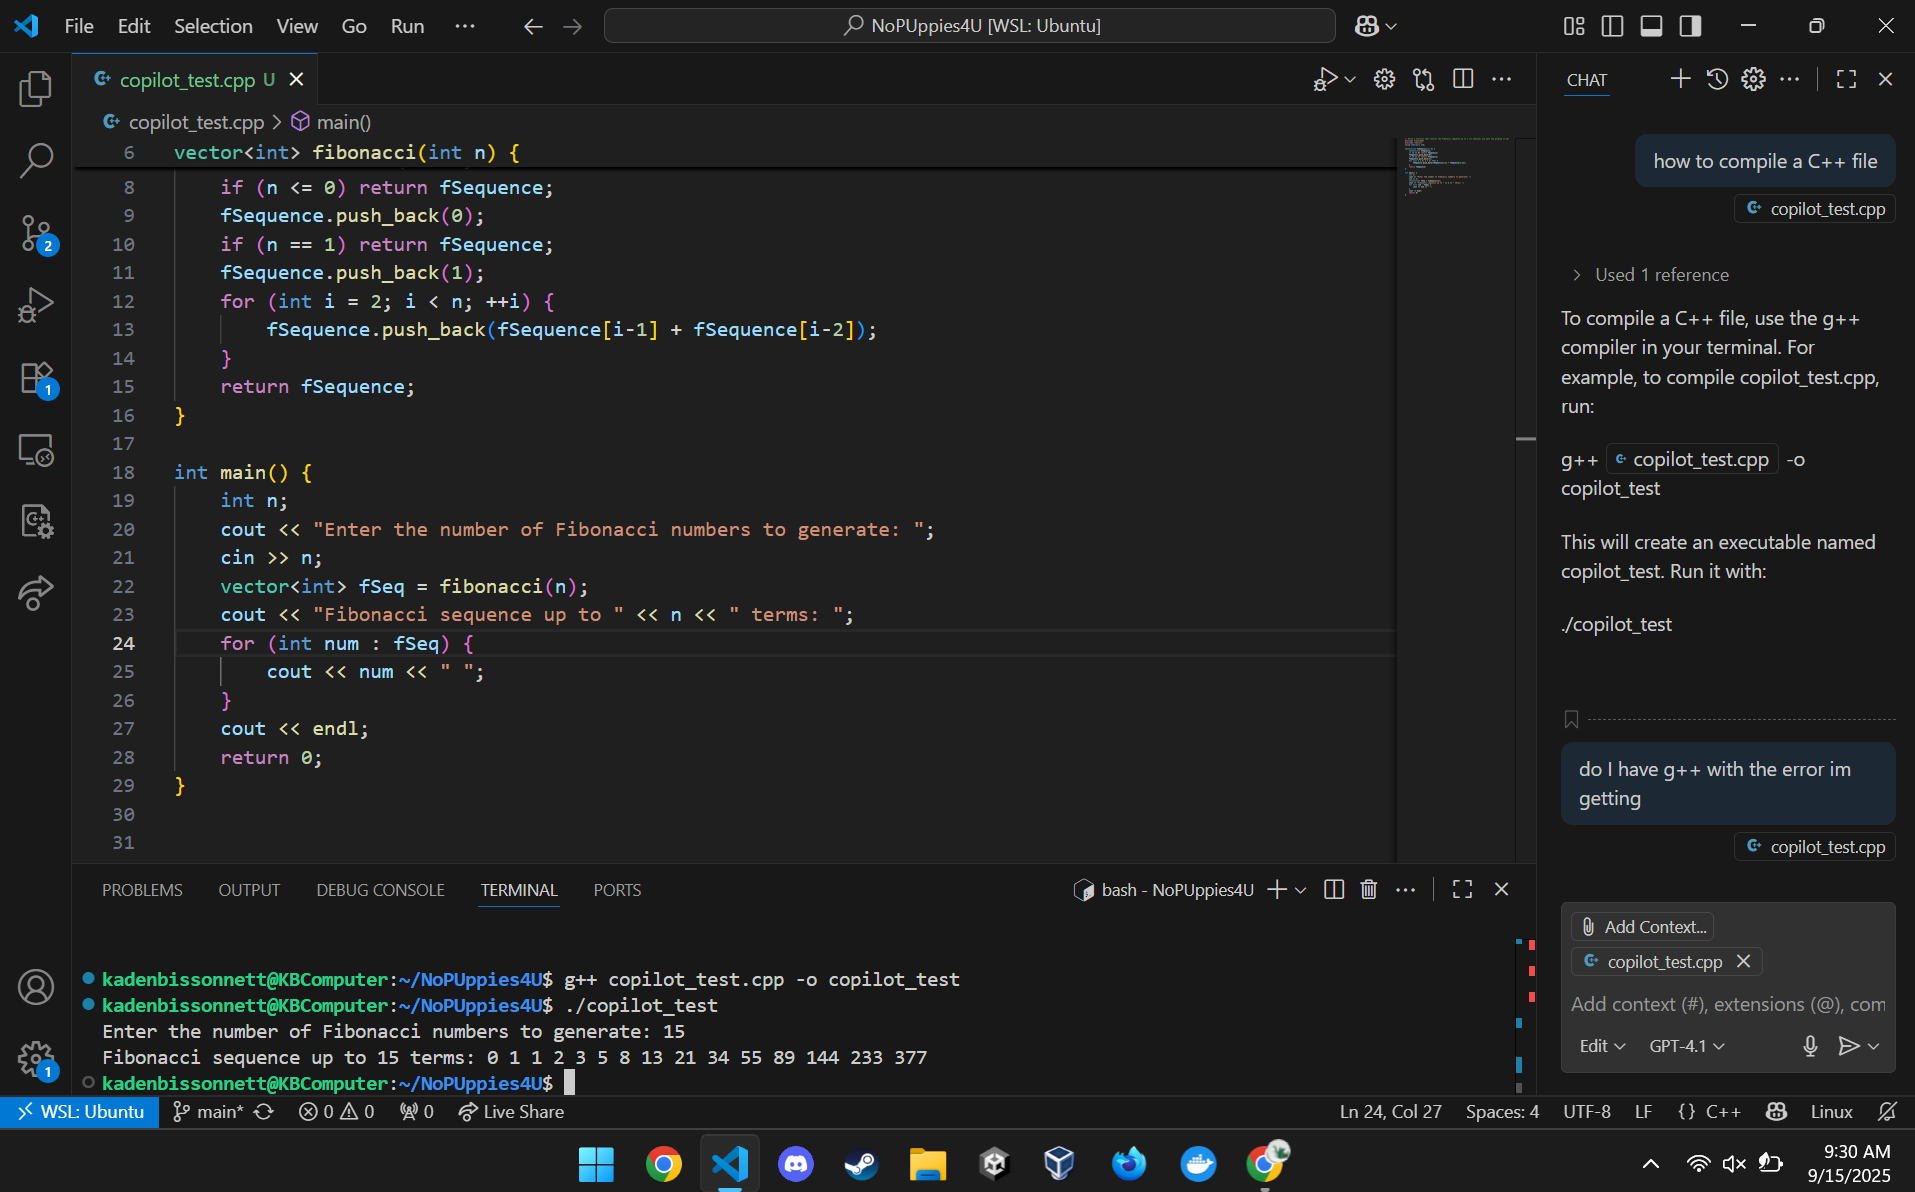 File Edit Selection View Go Run ···
NoPUppies4U [WSL: Ubuntu]
copilot_test.cpp U
copilot_test.cpp > main()
6 vector<int> fibonacci(int n) {
8 if (n <= 0) return fSequence;
9 fSequence.push_back(0);
10 if (n == 1) return fSequence;
11 fSequence.push_back(1);
12 for (int i = 2; i < n; ++i) {
13 fSequence.push_back(fSequence[i-1] + fSequence[i-2]);
14 }
15 return fSequence;
16 }
17
18 int main() {
19 int n;
20 cout << "Enter the number of Fibonacci numbers to generate: ";
21 cin >> n;
22 vector<int> fSeq = fibonacci(n);
23 cout << "Fibonacci sequence up to " << n << " terms: ";
24 for (int num : fSeq) {
25 cout << num << " ";
26 }
27 cout << endl;
28 return 0;
29 }
30
31
2
1
1
PROBLEMS OUTPUT DEBUG CONSOLE TERMINAL PORTS
bash - NoPUppies4U
kadenbissonnett@KBComputer:~/NoPUppies4U$ g++ copilot_test.cpp -o copilot_test
kadenbissonnett@KBComputer:~/NoPUppies4U$ ./copilot_test
Enter the number of Fibonacci numbers to generate: 15
Fibonacci sequence up to 15 terms: 0 1 1 2 3 5 8 13 21 34 55 89 144 233 377
kadenbissonnett@KBComputer:~/NoPUppies4U$
CHAT
how to compile a C++ file
copilot_test.cpp
> Used 1 reference
To compile a C++ file, use the g++
compiler in your terminal. For
example, to compile copilot_test.cpp,
run:
g++ copilot_test.cpp -o
copilot_test
This will create an executable named
copilot_test. Run it with:
./copilot_test
do I have g++ with the error im
getting
copilot_test.cpp
Add Context...
copilot_test.cpp
Add context (#), extensions (@), com
Edit GPT-4.1
WSL: Ubuntu main* 0 0 0 Live Share
Ln 24, Col 27 Spaces: 4 UTF-8 LF {} C++ Linux
9:30 AM
9/15/2025